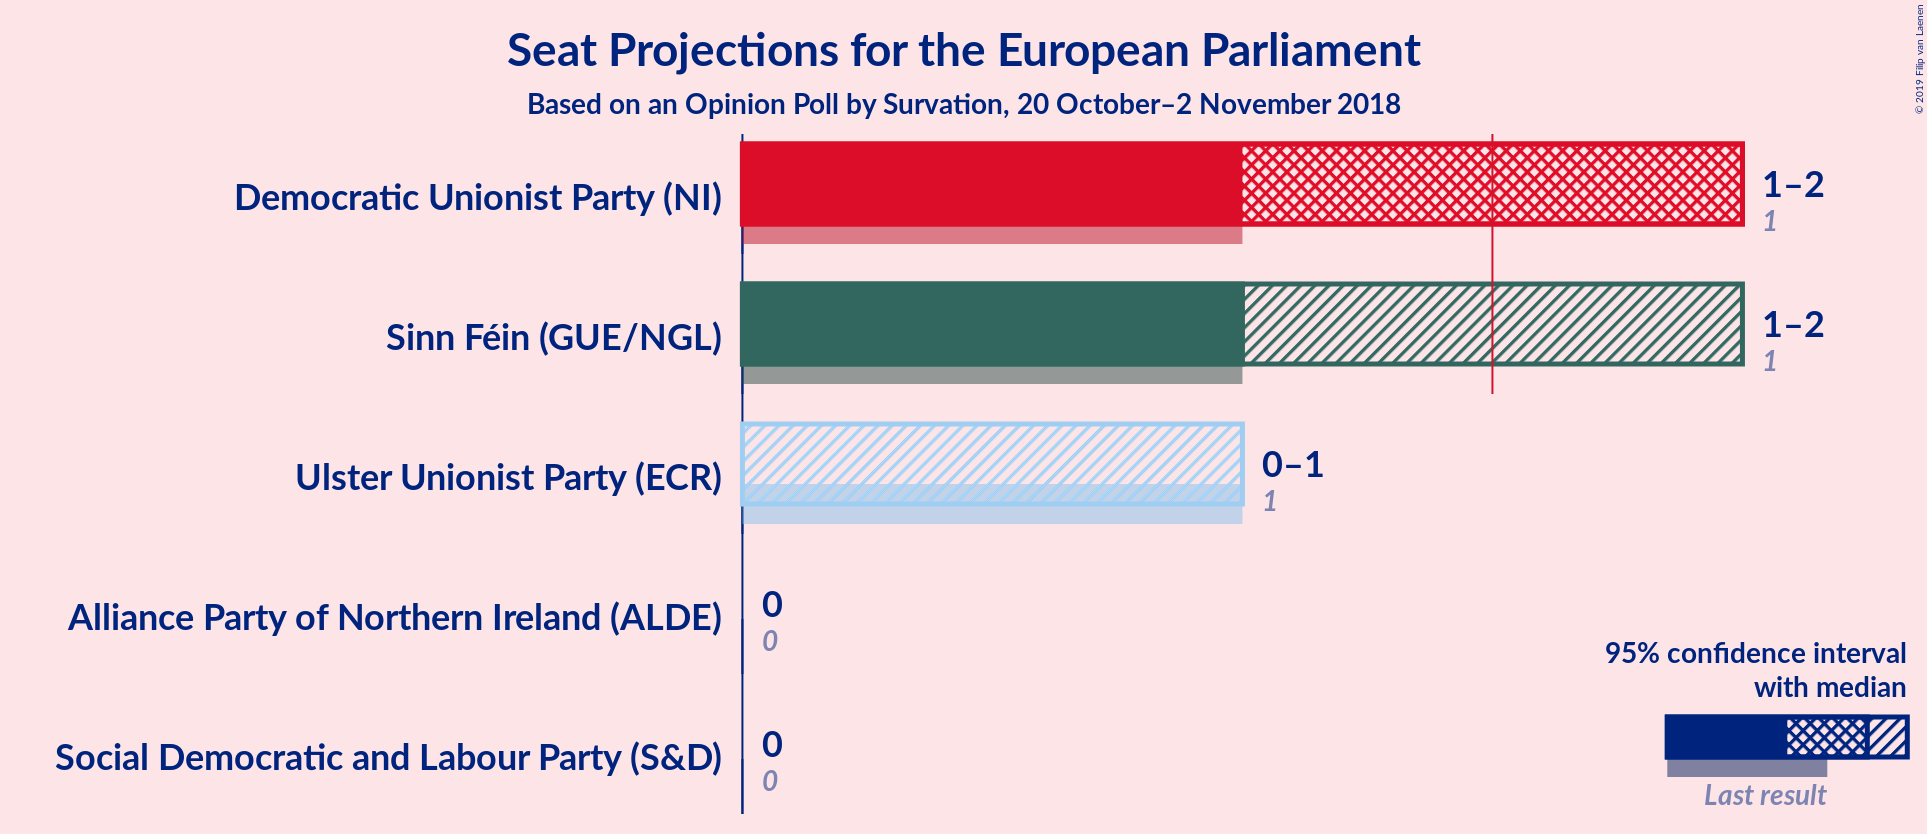 Seat Projections for the European Parliament
Based on an Opinion Poll by Survation, 20 October–2 November 2018
© 2019 Filip van Laenen
Democratic Unionist Party (NI)
1–2
1
Sinn Féin (GUE/NGL)
1–2
1
Ulster Unionist Party (ECR)
0–1
1
Alliance Party of Northern Ireland (ALDE)
0
0
Social Democratic and Labour Party (S&D)
0
0
95% confidence interval
with median
Last result